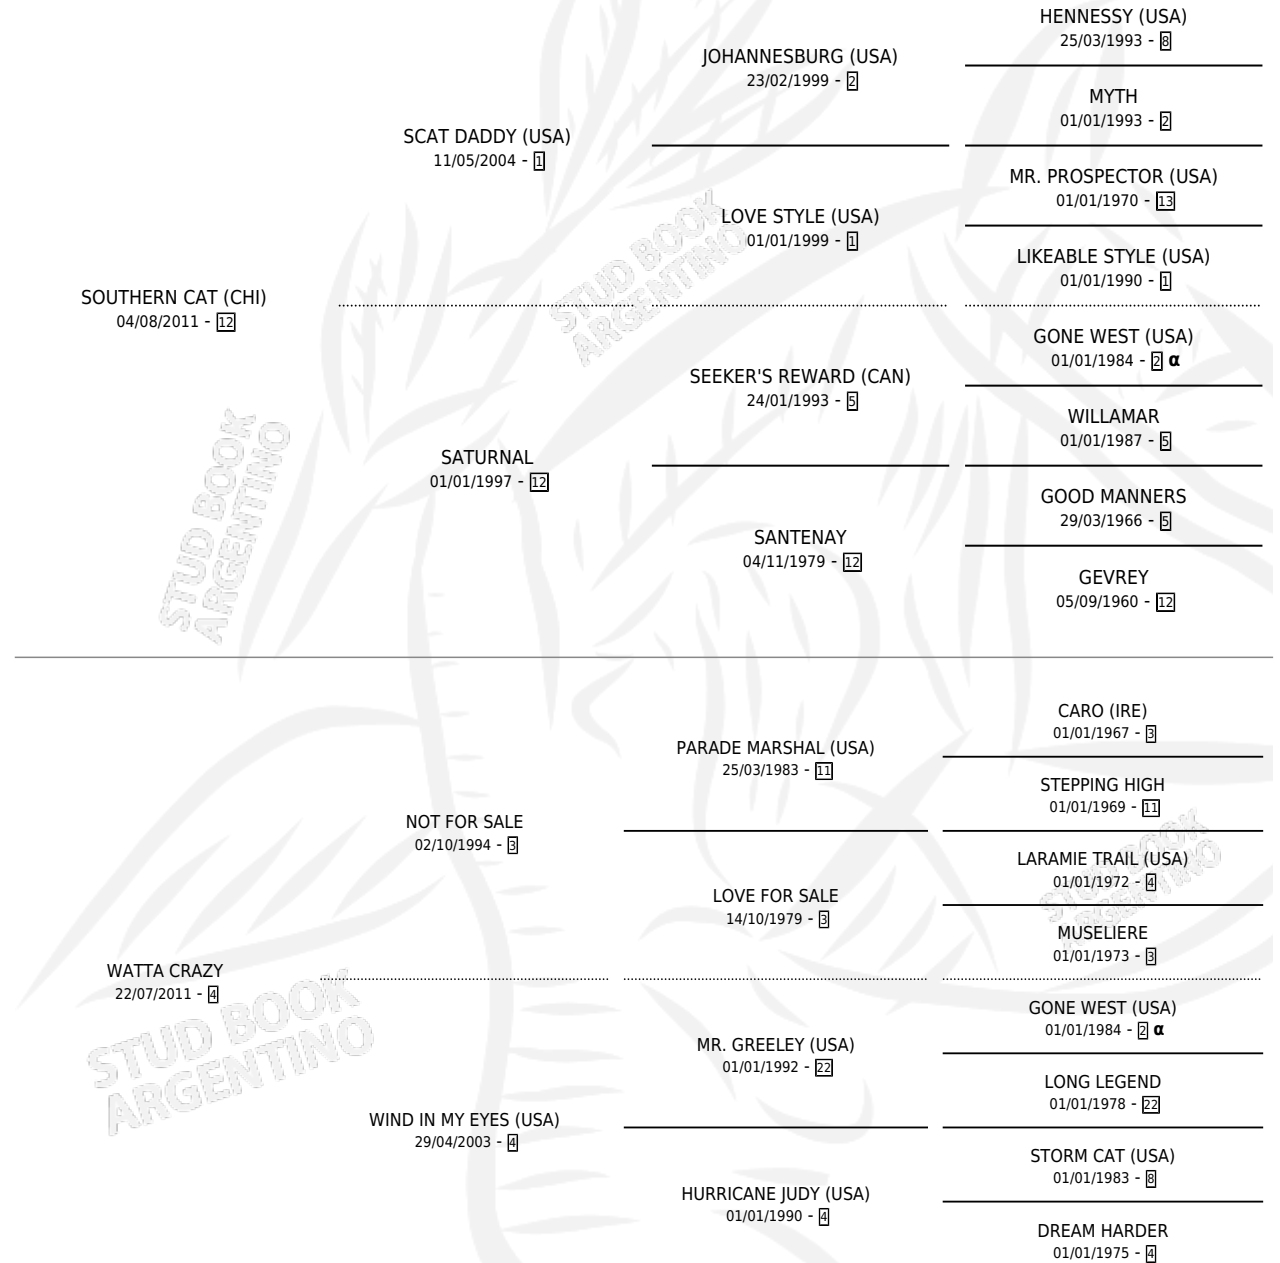 HENNESSY (USA)
25/03/1993 - 8
JOHANNESBURG (USA)
23/02/1999 - 2
MYTH
01/01/1993 - 2
SCAT DADDY (USA)
11/05/2004 - 1
MR. PROSPECTOR (USA)
01/01/1970 - 13
LOVE STYLE (USA)
01/01/1999 - 1
LIKEABLE STYLE (USA)
01/01/1990 - 1
SOUTHERN CAT (CHI)
04/08/2011 - 12
GONE WEST (USA)
01/01/1984 - 2 α
SEEKER'S REWARD (CAN)
24/01/1993 - 5
WILLAMAR
01/01/1987 - 5
SATURNAL
01/01/1997 - 12
GOOD MANNERS
29/03/1966 - 5
SANTENAY
04/11/1979 - 12
GEVREY
05/09/1960 - 12
CARO (IRE)
01/01/1967 - 3
PARADE MARSHAL (USA)
25/03/1983 - 11
STEPPING HIGH
01/01/1969 - 11
NOT FOR SALE
02/10/1994 - 3
LARAMIE TRAIL (USA)
01/01/1972 - 4
LOVE FOR SALE
14/10/1979 - 3
MUSELIERE
01/01/1973 - 3
WATTA CRAZY
22/07/2011 - 4
GONE WEST (USA)
01/01/1984 - 2 α
MR. GREELEY (USA)
01/01/1992 - 22
LONG LEGEND
01/01/1978 - 22
WIND IN MY EYES (USA)
29/04/2003 - 4
STORM CAT (USA)
01/01/1983 - 8
HURRICANE JUDY (USA)
01/01/1990 - 4
DREAM HARDER
01/01/1975 - 4
STUD BOOK
ARGENTINO
STUD BOOK
ARGENTINO
STUD BOOK
ARGENTINO
STUD BOOK
ARGENTINO